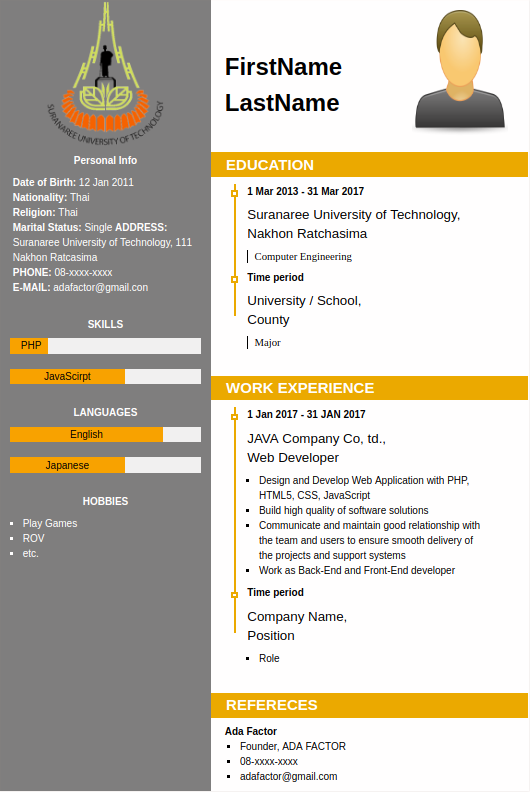 SURANAREE UNIVERSITY OF TECHNOLOGY
Personal Info
Date of Birth: 12 Jan 2011
Nationality: Thai
Religion: Thai
Marital Status: Single ADDRESS:
Suranaree University of Technology, 111
Nakhon Ratcasima
PHONE: 08-xxxx-xxxx
E-MAIL: adafactor@gmail.con
SKILLS
PHP
JavaScirpt
LANGUAGES
English
Japanese
HOBBIES
Play Games
ROV
etc.
FirstName
LastName
EDUCATION
1 Mar 2013 - 31 Mar 2017
Suranaree University of Technology,
Nakhon Ratchasima
Computer Engineering
Time period
University / School,
County
Major
WORK EXPERIENCE
1 Jan 2017 - 31 JAN 2017
JAVA Company Co, td.,
Web Developer
Design and Develop Web Application with PHP,
HTML5, CSS, JavaScript
Build high quality of software solutions
Communicate and maintain good relationship with
the team and users to ensure smooth delivery of
the projects and support systems
Work as Back-End and Front-End developer
Time period
Company Name,
Position
Role
REFERECES
Ada Factor
Founder, ADA FACTOR
08-xxxx-xxxx
adafactor@gmail.com